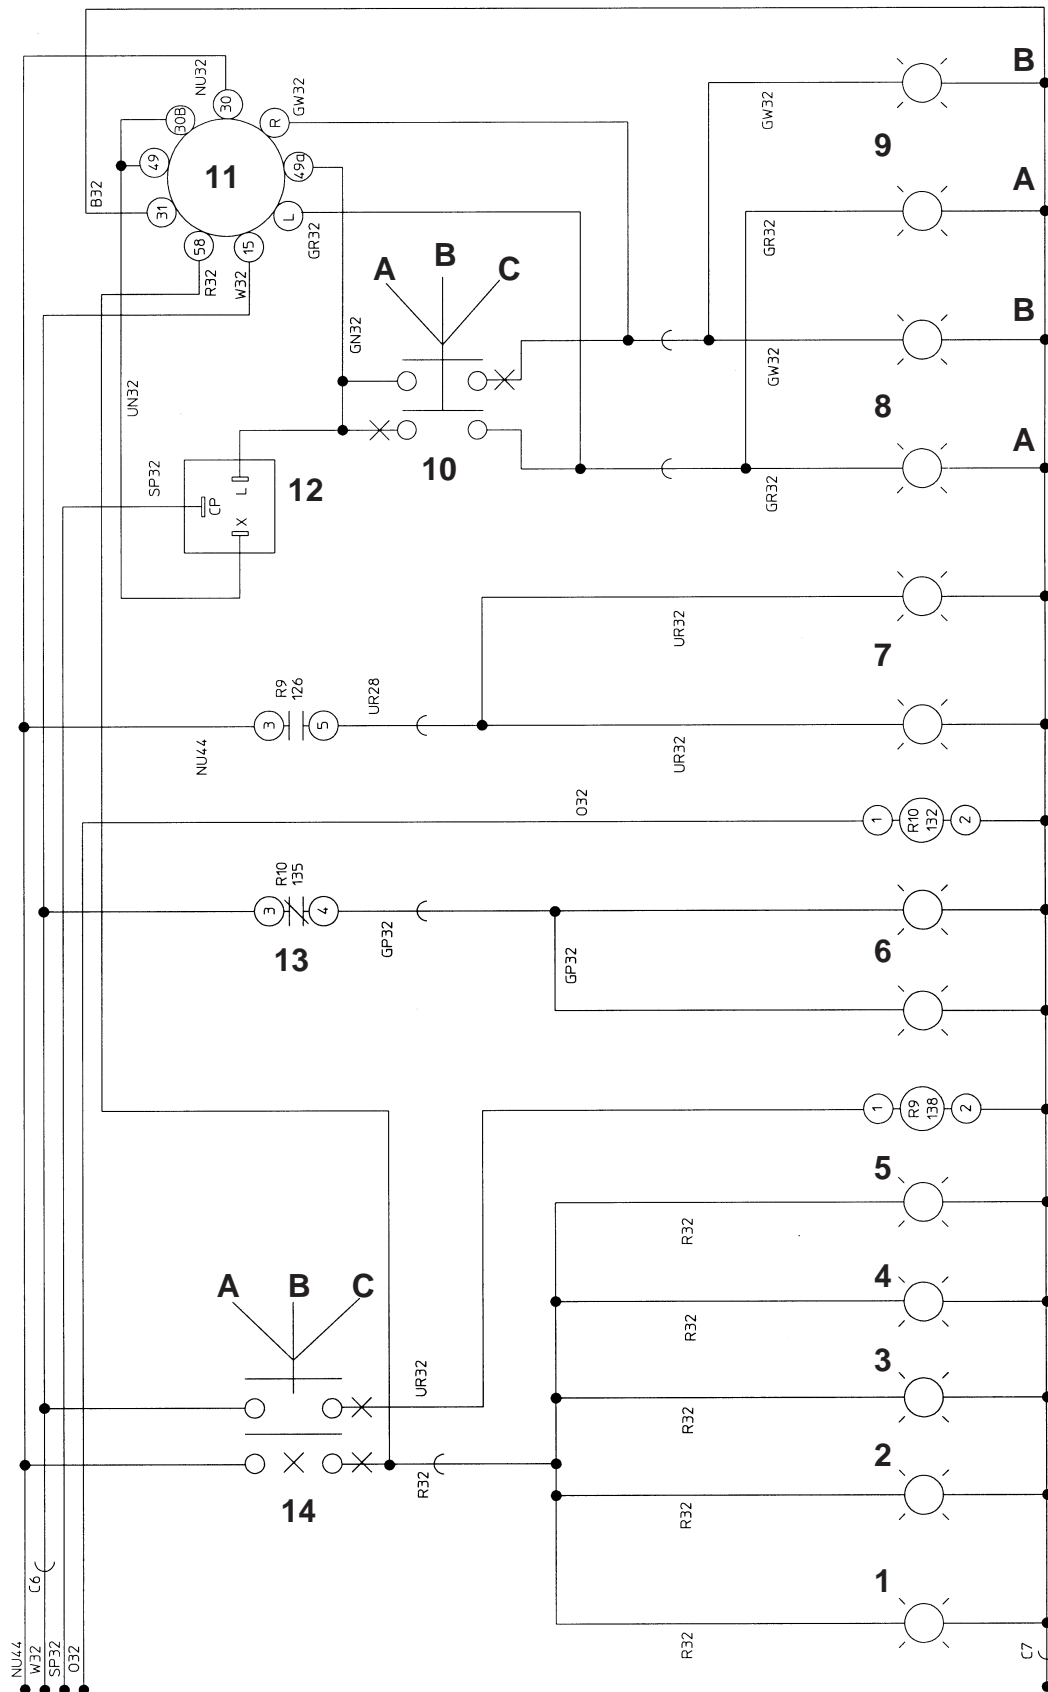 B
NU32
GW32
30
30B
R
GW32
9
49
49a
11
A
B32
31
L
GR32
GR32
58
15
R32
W32
A
B
C
B
GN32
GW32
UN32
8
10
A
SP32
12
L
CP
X
GR32
UR32
7
R9
126
UR28
3
5
NU44
UR32
O32
1
R10
132
2
R10
135
3
4
GP32
13
6
GP32
1
R9
138
2
5
R32
A
B
C
4
R32
3
UR32
R32
2
R32
14
R32
C6
1
NU44
W32
SP32
O32
R32
C7